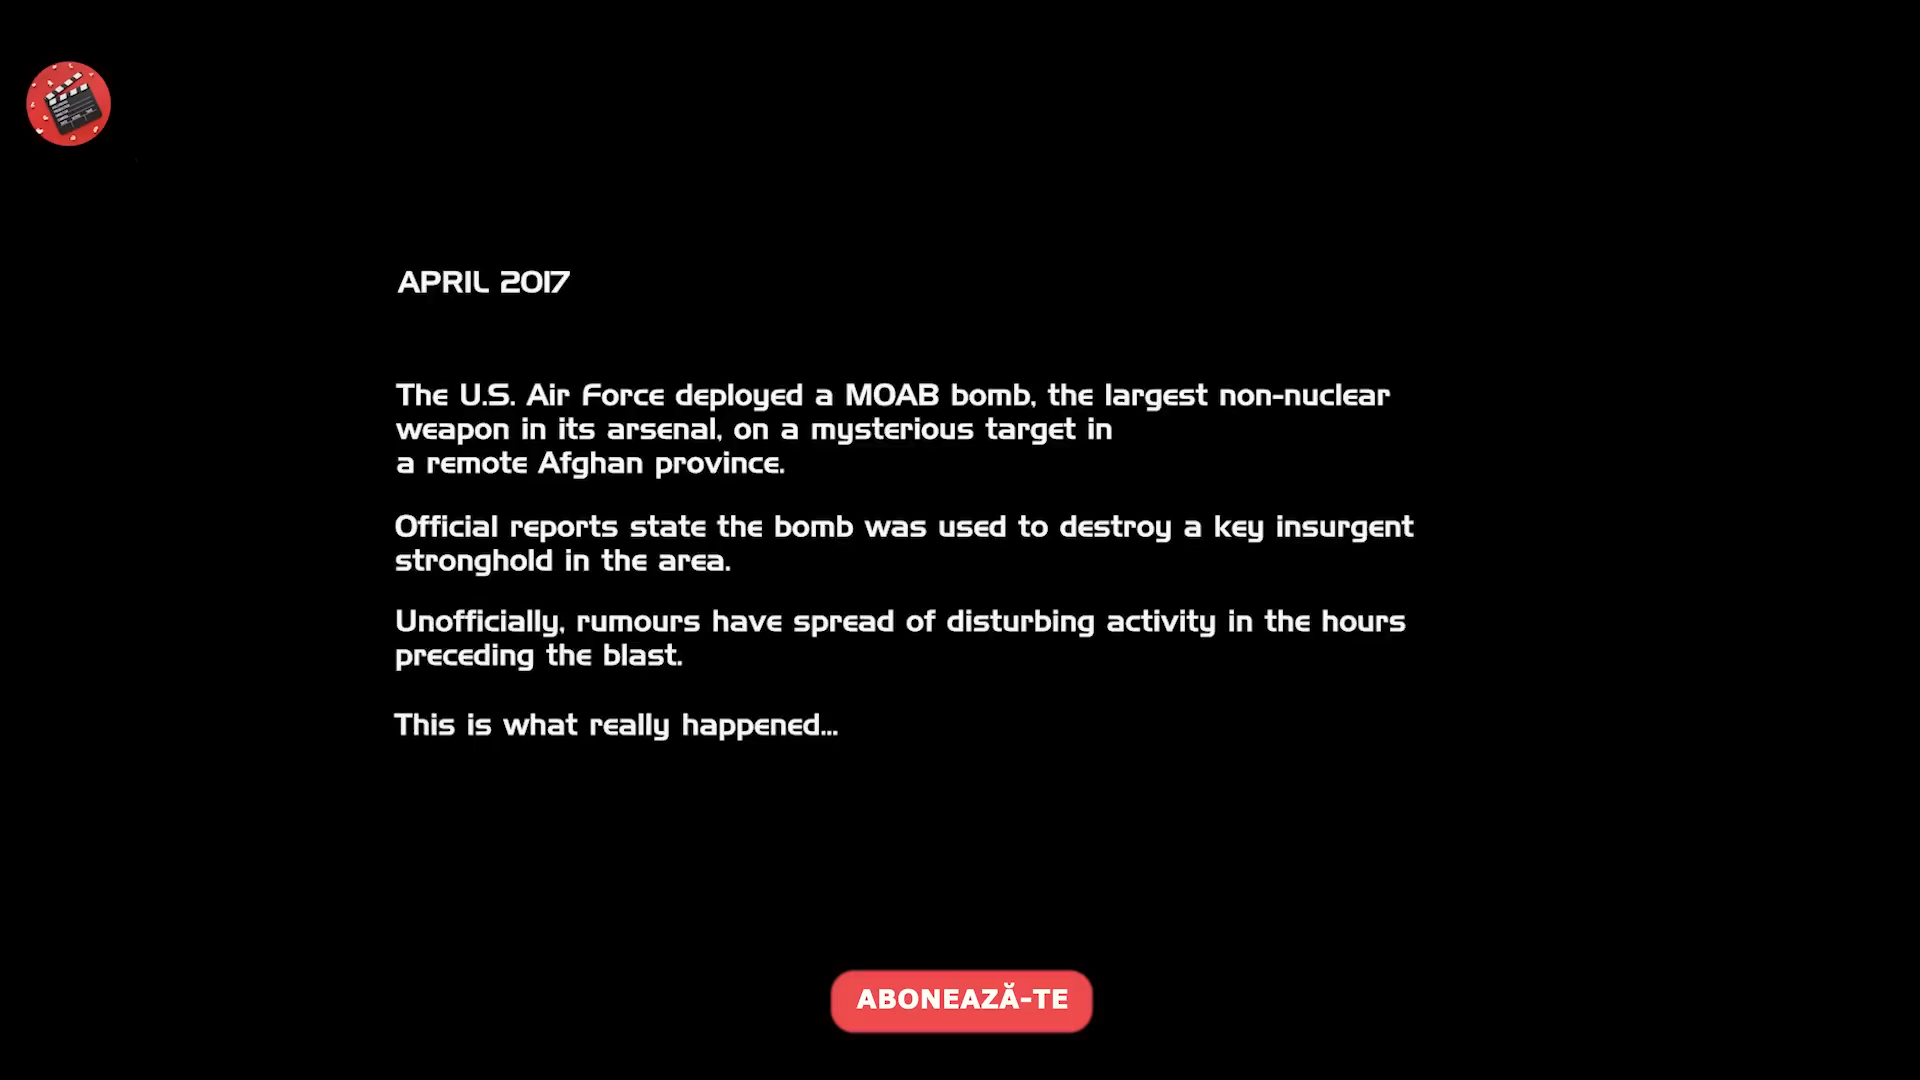 APRIL 2017
The U.S. Air Force deployed a MOAB bomb, the largest non-nuclear
weapon in its arsenal, on a mysterious target in
a remote Afghan province.
Official reports state the bomb was used to destroy a key insurgent
stronghold in the area.
Unofficially, rumours have spread of disturbing activity in the hours
preceding the blast.
This is what really happened...
ABONEAZĂ-TE